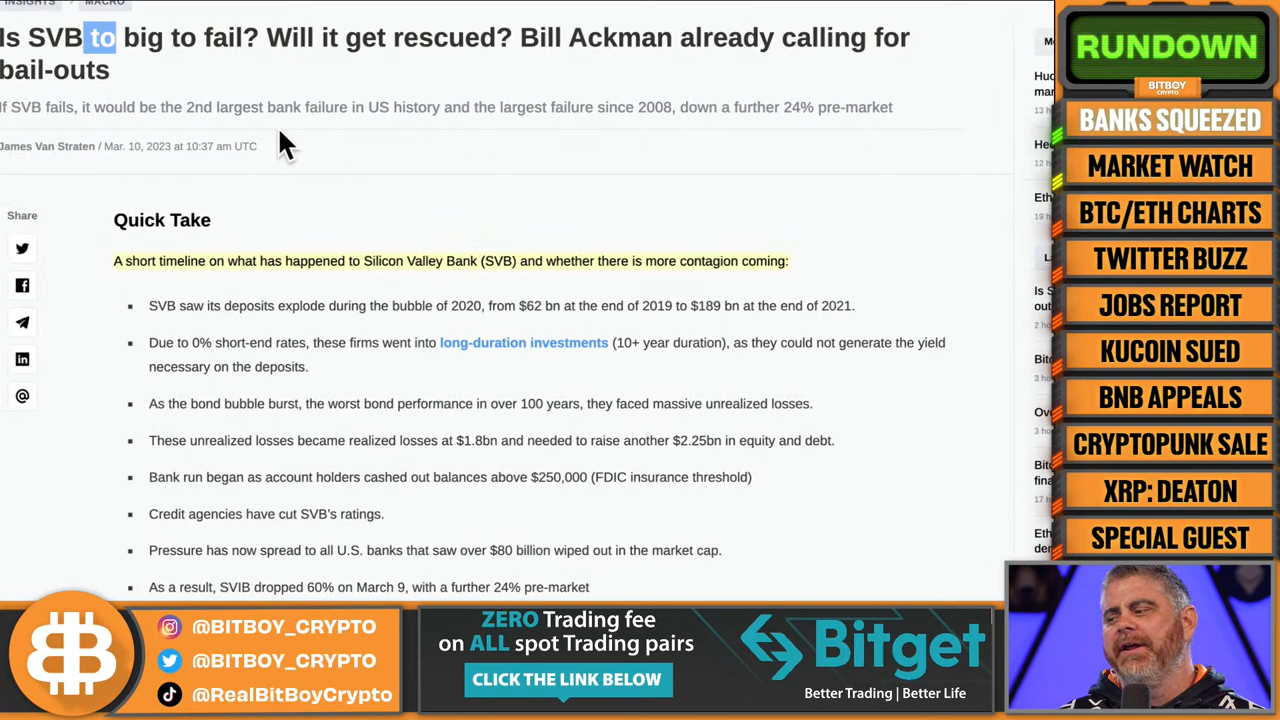 INSIGHTS MACRO
Is SVB to big to fail? Will it get rescued? Bill Ackman already calling for
bail-outs
If SVB fails, it would be the 2nd largest bank failure in US history and the largest failure since 2008, down a further 24% pre-market
James Van Straten / Mar. 10, 2023 at 10:37 am UTC
Share
Quick Take
A short timeline on what has happened to Silicon Valley Bank (SVB) and whether there is more contagion coming:
SVB saw its deposits explode during the bubble of 2020, from $62 bn at the end of 2019 to $189 bn at the end of 2021.
Due to 0% short-end rates, these firms went into long-duration investments (10+ year duration), as they could not generate the yield
necessary on the deposits.
As the bond bubble burst, the worst bond performance in over 100 years, they faced massive unrealized losses.
These unrealized losses became realized losses at $1.8bn and needed to raise another $2.25bn in equity and debt.
Bank run began as account holders cashed out balances above $250,000 (FDIC insurance threshold)
Credit agencies have cut SVB's ratings.
Pressure has now spread to all U.S. banks that saw over $80 billion wiped out in the market cap.
As a result, SVIB dropped 60% on March 9, with a further 24% pre-market
RUNDOWN
BITBOY
CRYPTO
BANKS SQUEEZED
MARKET WATCH
BTC/ETH CHARTS
TWITTER BUZZ
JOBS REPORT
KUCOIN SUED
BNB APPEALS
CRYPTOPUNK SALE
XRP: DEATON
SPECIAL GUEST
@BITBOY_CRYPTO
@BITBOY_CRYPTO
@RealBitBoyCrypto
ZERO Trading fee
on ALL spot Trading pairs
CLICK THE LINK BELOW
Bitget
Better Trading | Better Life